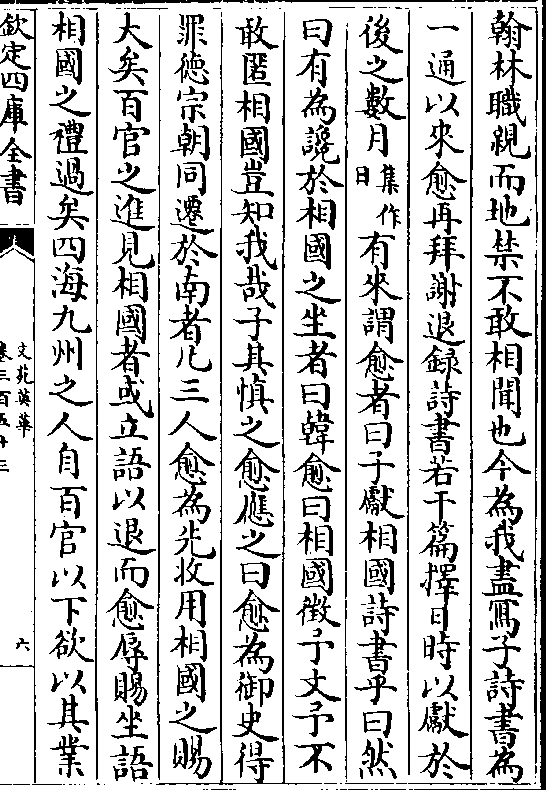 翰林職親而地禁不敢相聞也今為我盡寫子詩書為
一通以來愈再拜謝退録詩書若干篇擇日時以獻於
後之數月集作日有來謂愈者曰子獻相國詩書乎曰然
曰有為讒於相國之坐者曰韓愈曰相國徵予文予不
敢匿相國豈知我哉子其慎之愈應之曰愈為御史得
罪徳宗朝同遷於南者凡三人愈為先收用相國之賜
大矣百官之進見相國者或立語以退而愈辱賜坐語
相國之禮過矣四海九州之人自百官以下欲以其業
欽定四庫全書
文苑英華
卷三百五十三
六